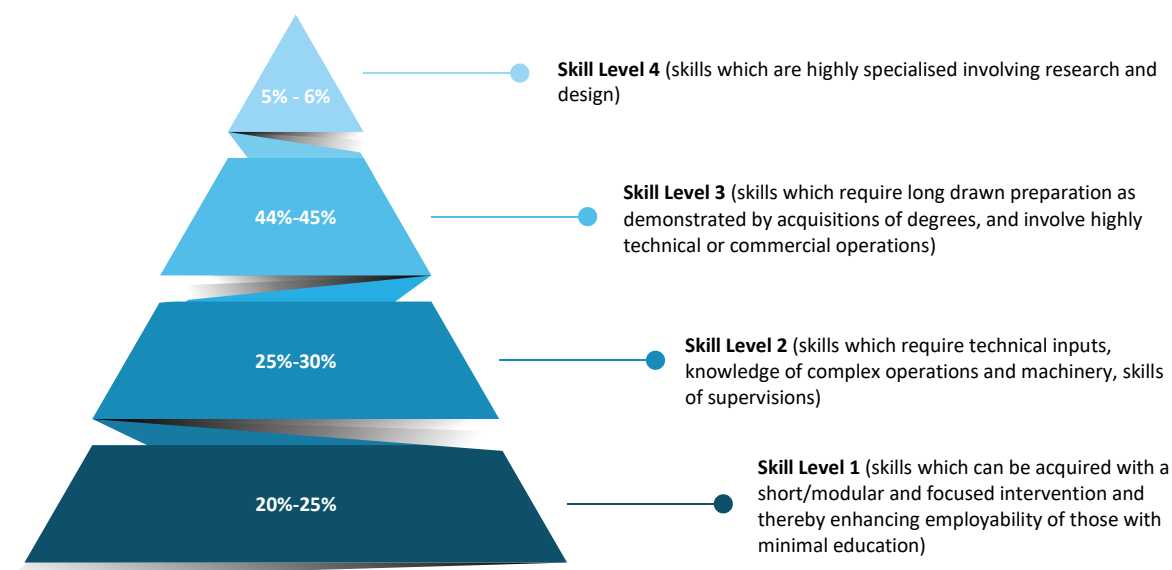 5% - 6%
Skill Level 4 (skills which are highly specialised involving research and
design)
44%-45%
Skill Level 3 (skills which require long drawn preparation as
demonstrated by acquisitions of degrees, and involve highly
technical or commercial operations)
25%-30%
Skill Level 2 (skills which require technical inputs,
knowledge of complex operations and machinery, skills
of supervisions)
20%-25%
Skill Level 1 (skills which can be acquired with a
short/modular and focused intervention and
thereby enhancing employability of those with
minimal education)